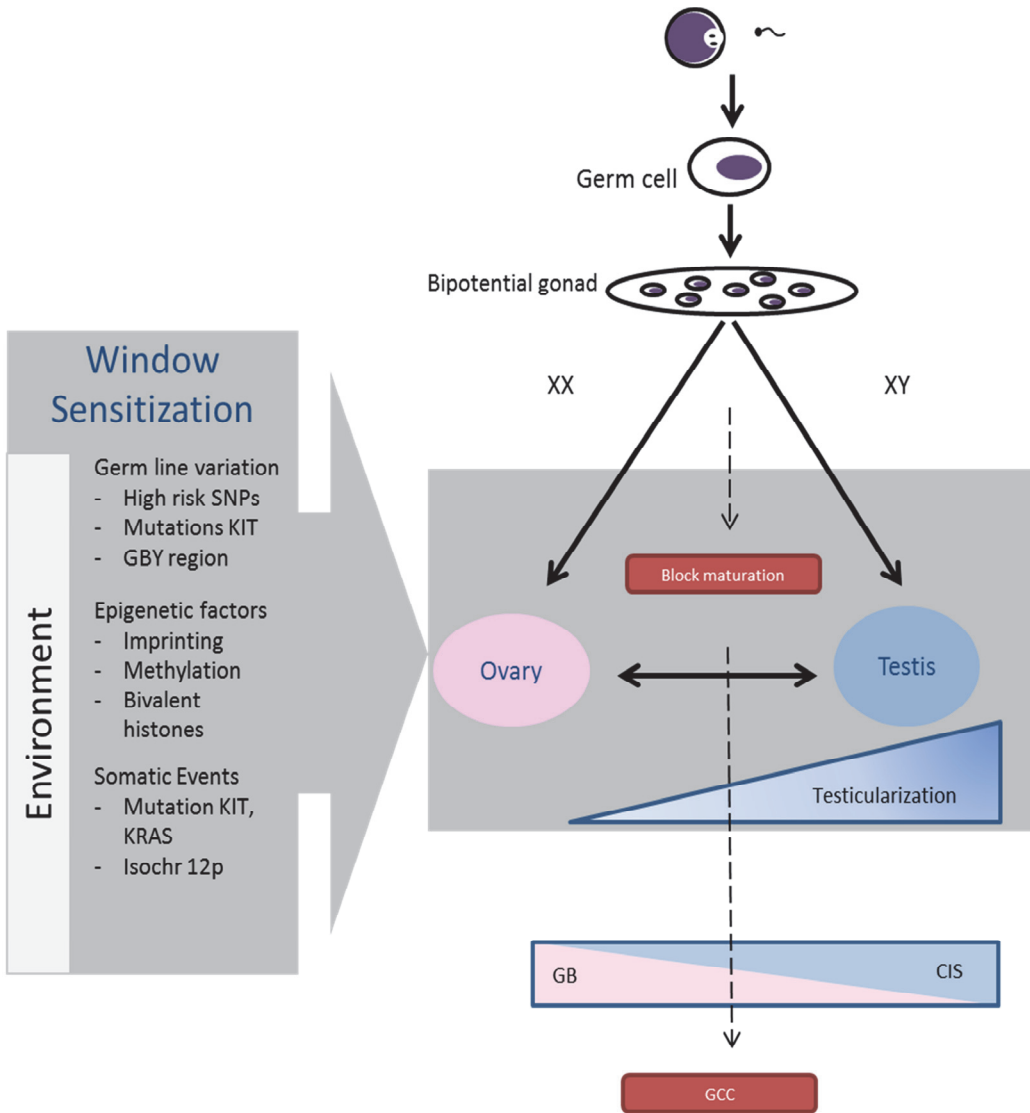 Germ cell
Bipotential gonad
XX
XY
Window
Sensitization
Environment
Germ line variation
- High risk SNPs
- Mutations KIT
- GBY region
Epigenetic factors
- Imprinting
- Methylation
- Bivalent
histones
Somatic Events
- Mutation KIT,
KRAS
- Isochr 12p
Block maturation
Ovary
Testis
Testicularization
GB
CIS
GCC